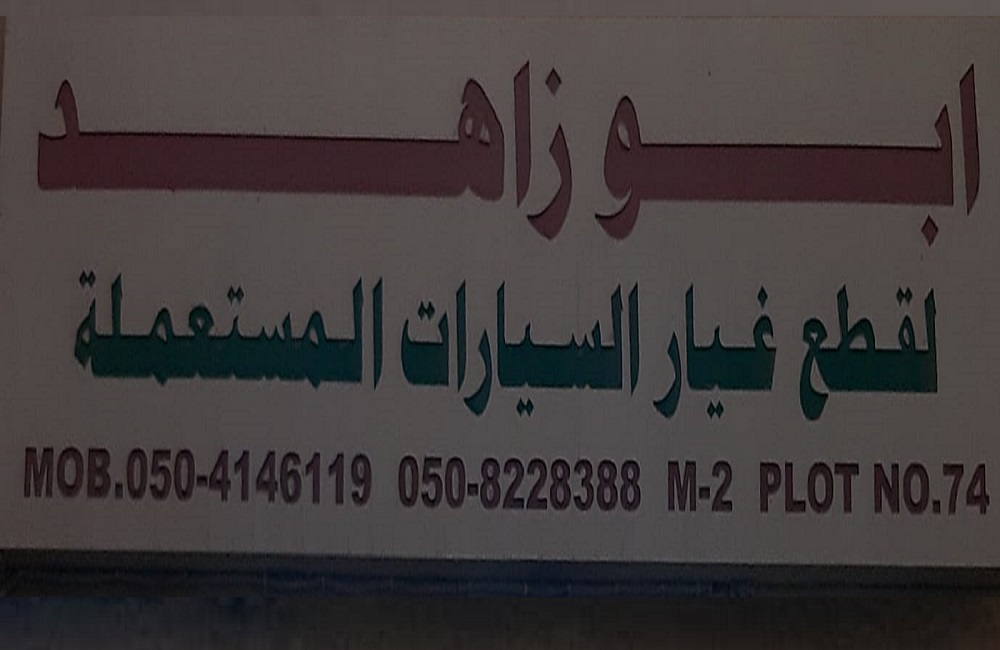 ابو زاهد
لقطع غيار السيارات المستعملة
MOB.050-4146119 050-8228388 M-2 PLOT NO.74